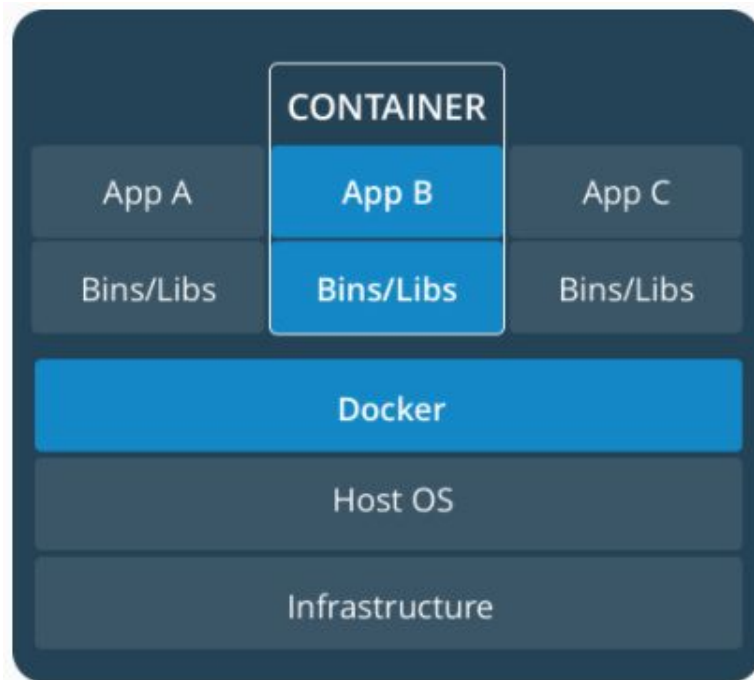 CONTAINER
App A App B App C
Bins/Libs Bins/Libs Bins/Libs
Docker
Host OS
Infrastructure